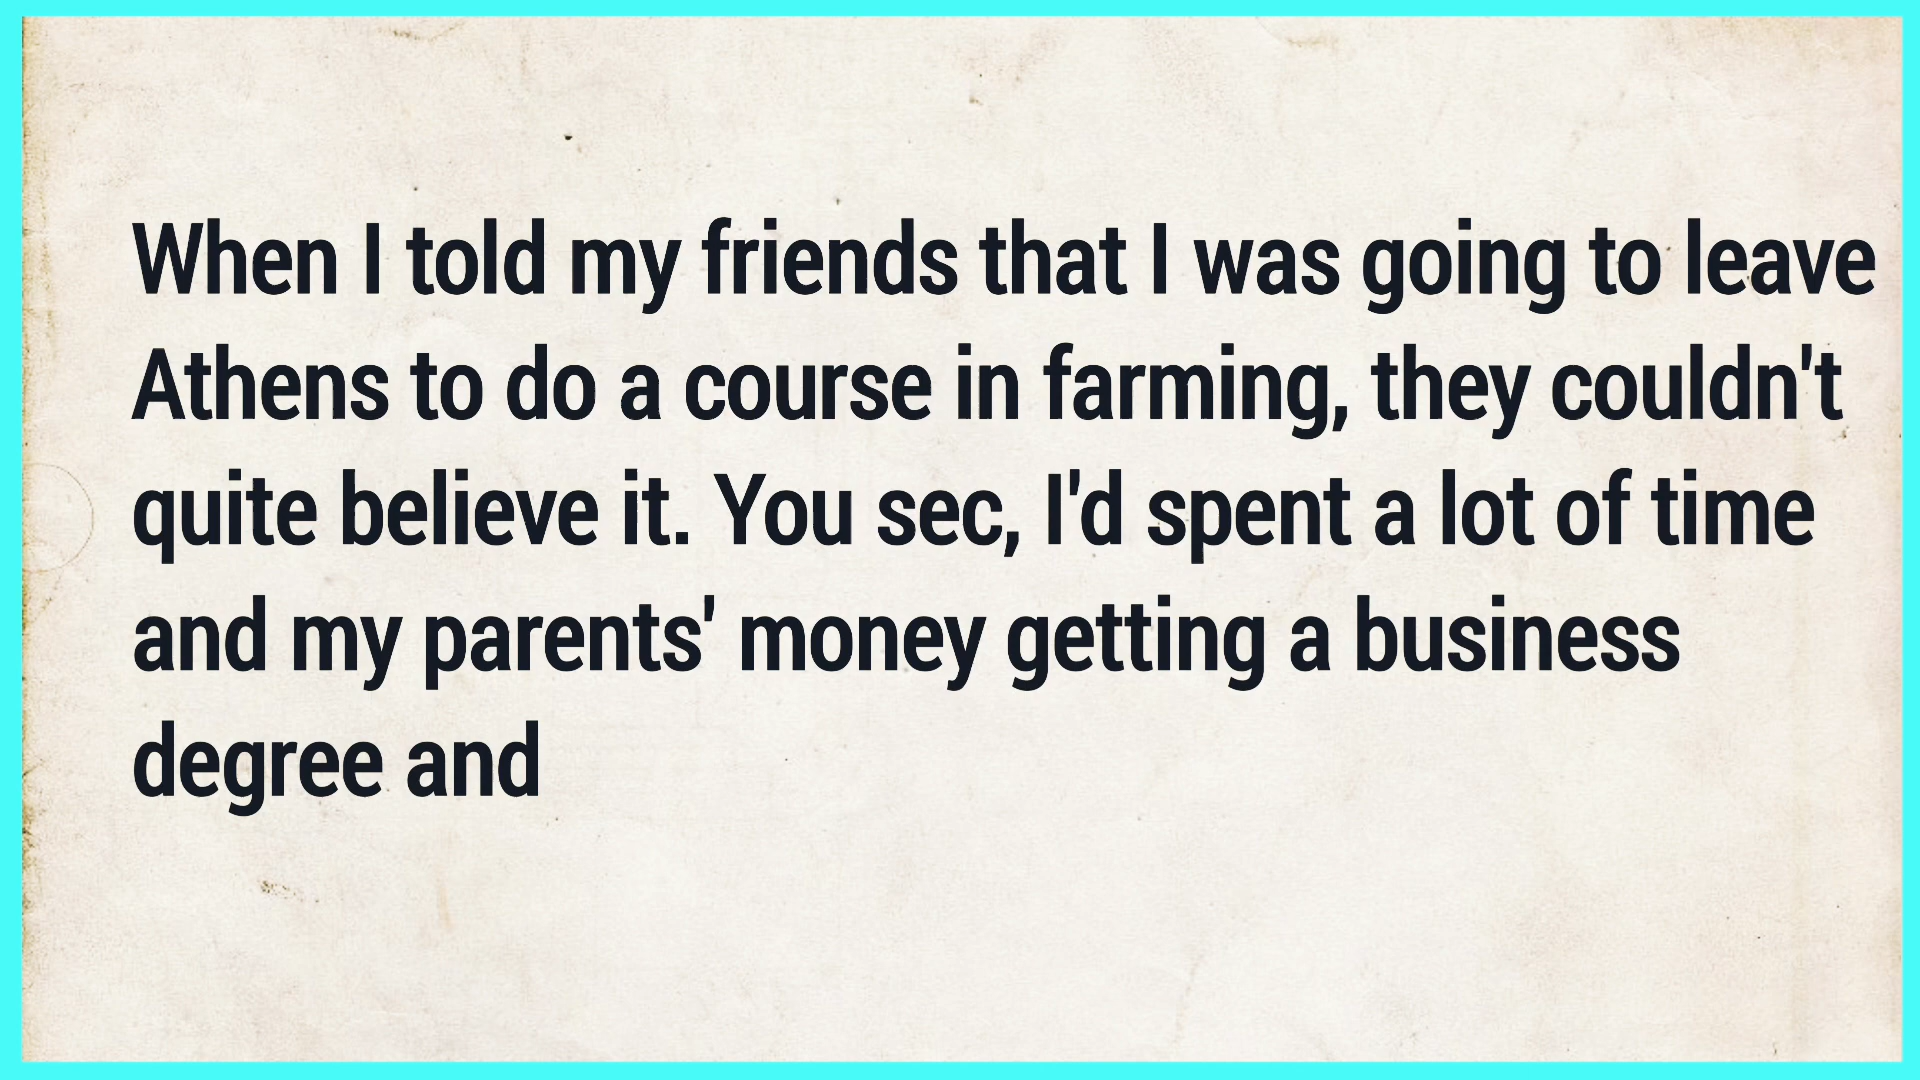 When I told my friends that I was going to leave
Athens to do a course in farming, they couldn't
quite believe it. You sec, I'd spent a lot of time
and my parents' money getting a business
degree and